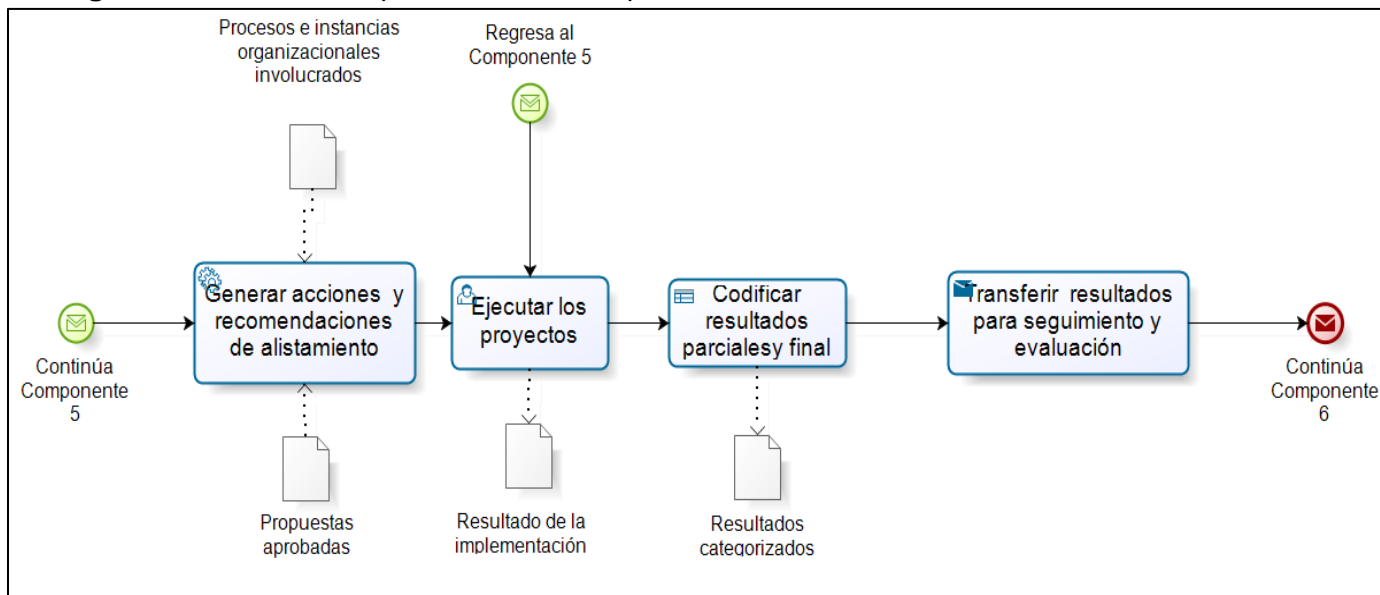 Procesos e instancias
organizacionales
involucrados
Regresa al
Componente 5
Generar acciones y
recomendaciones
de alistamiento
Ejecutar los
proyectos
Codificar
resultados
parcialesy final
Transferir resultados
para seguimiento y
evaluación
Continúa
Componente
5
Continúa
Componente
6
Propuestas
aprobadas
Resultado de la
implementación
Resultados
categorizados